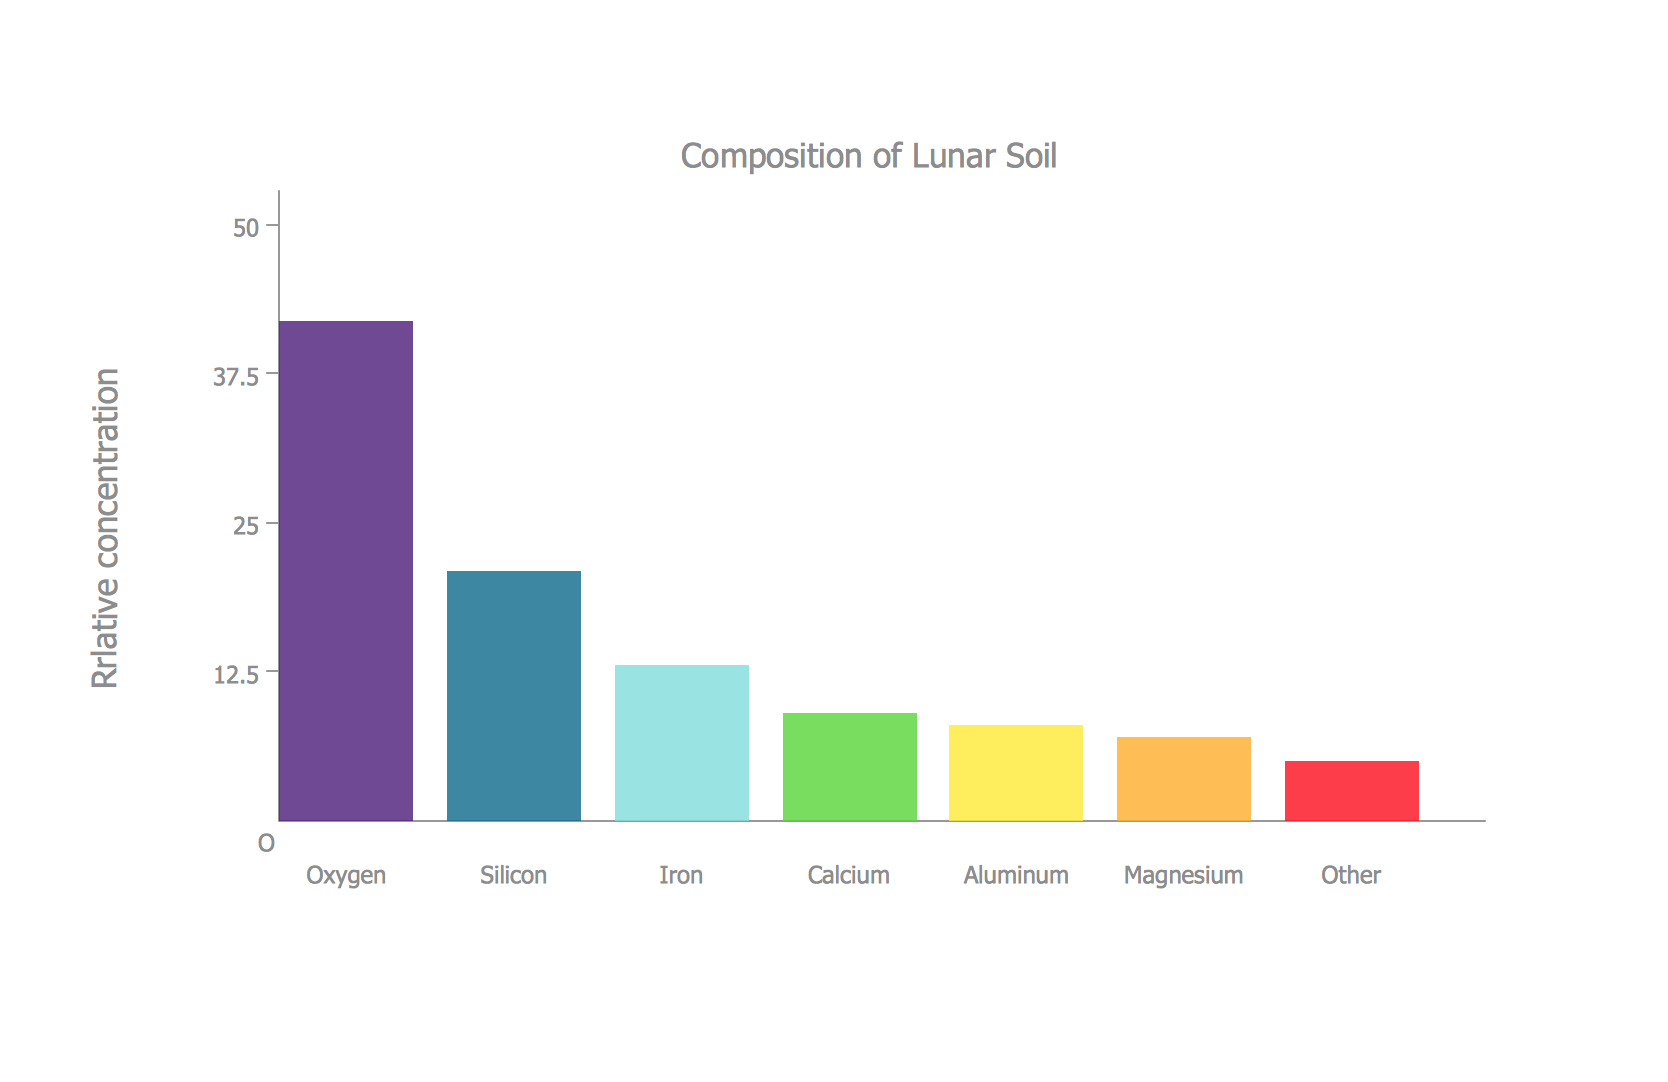 Composition of Lunar Soil
Rrlative concentration
50
37.5
25
12.5
O
Oxygen Silicon Iron Calcium Aluminum Magnesium Other